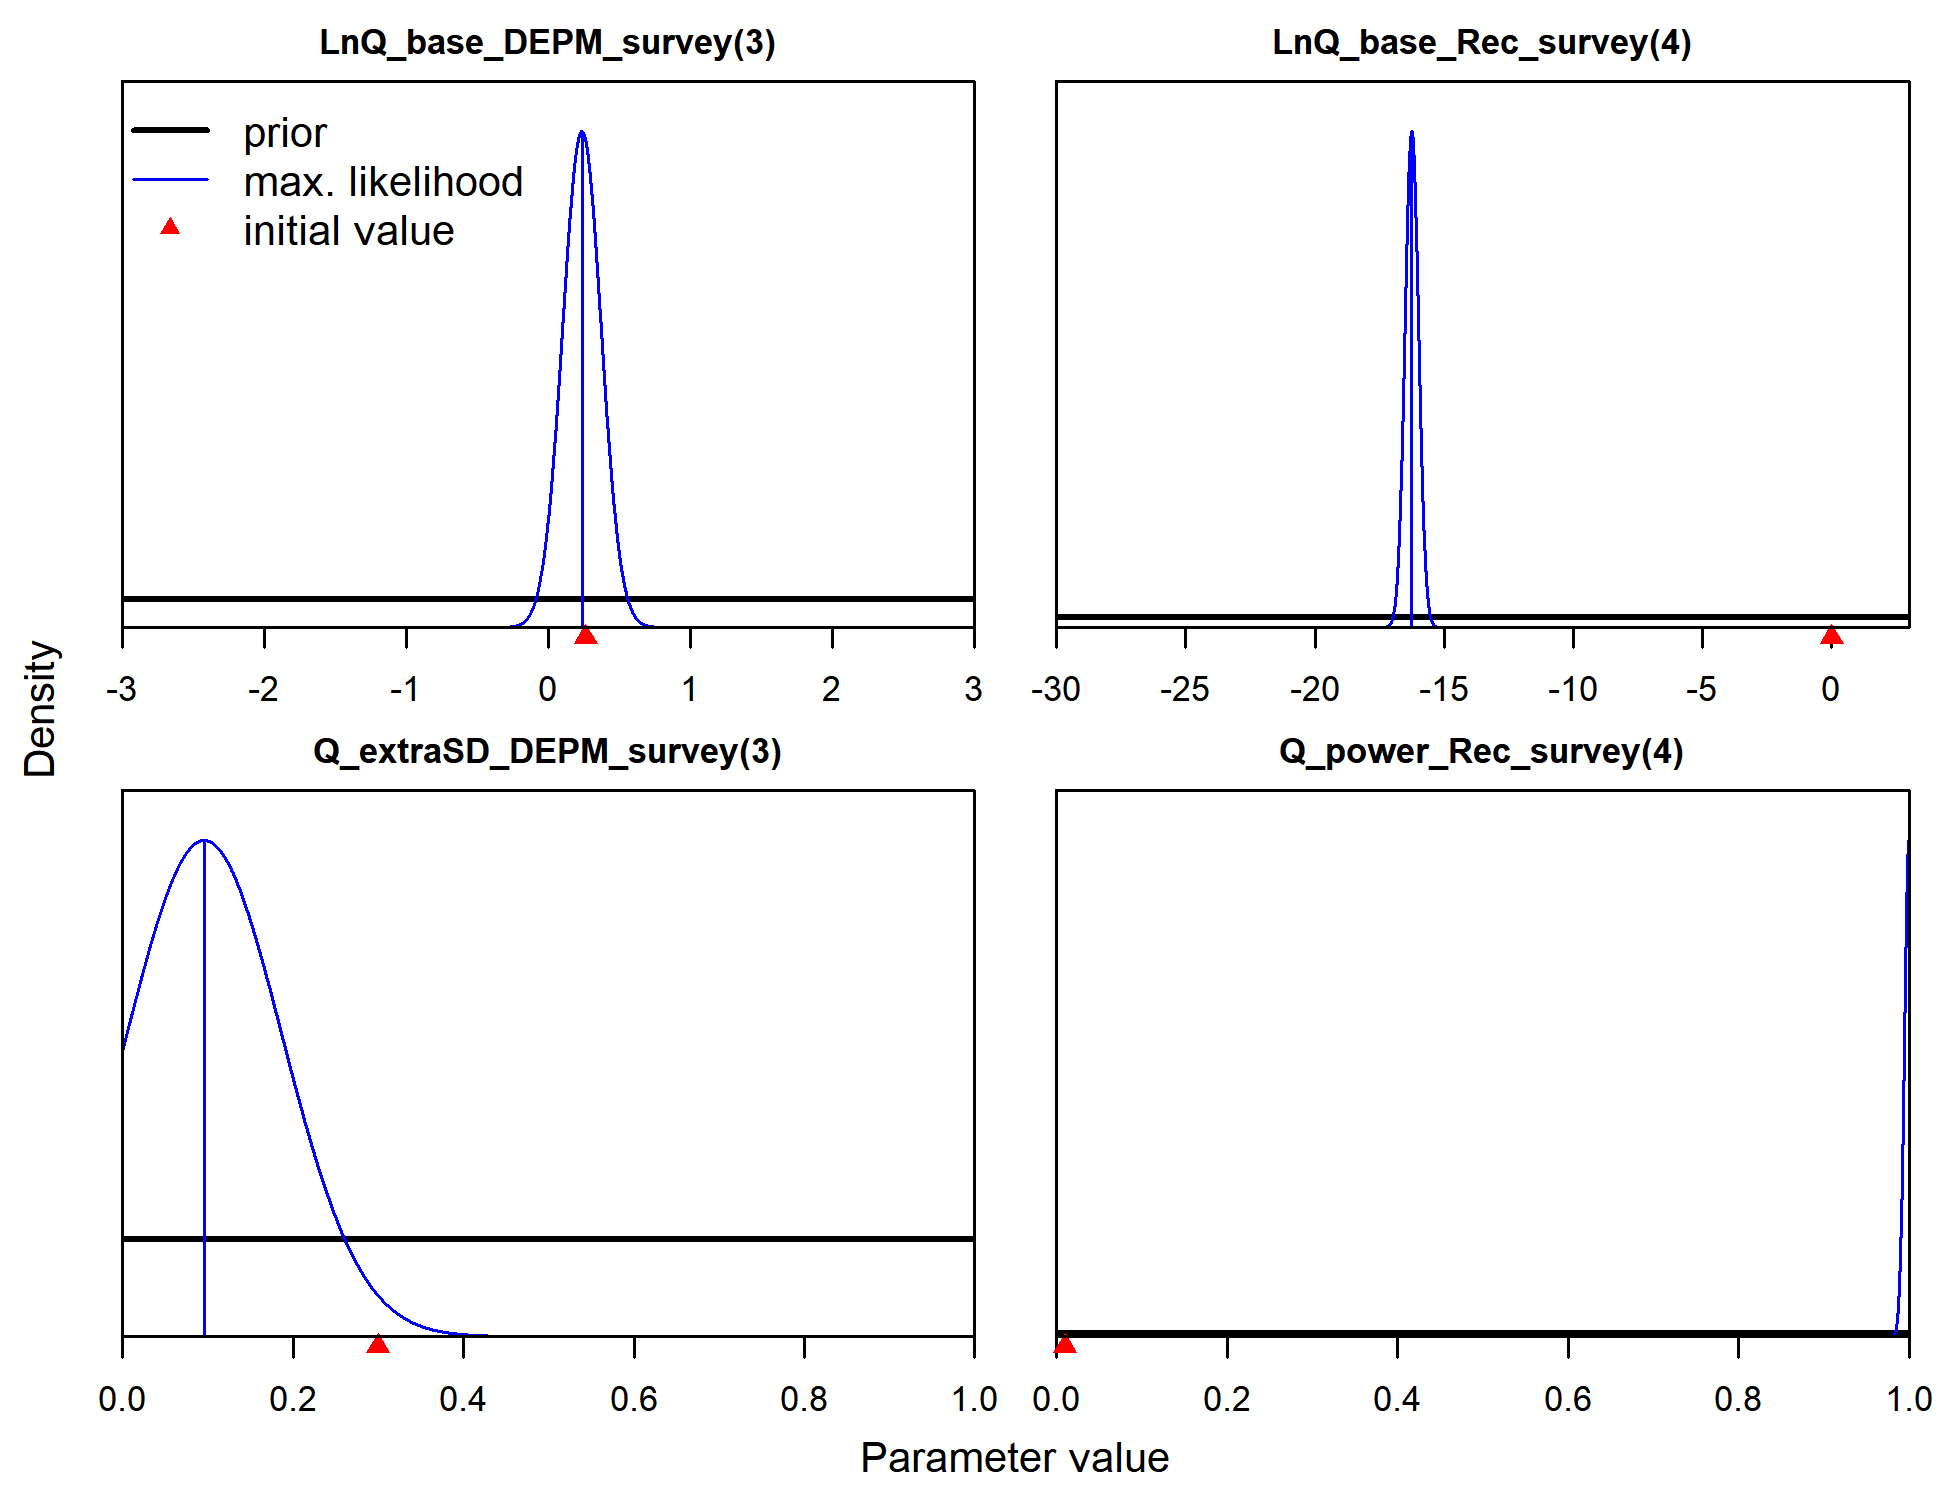 LnQ_base_DEPM_survey(3)
prior
max. likelihood
initial value
-3 -2 -1 0 1 2 3
LnQ_base_Rec_survey(4)
-30 -25 -20 -15 -10 -5 0
Density
Q_extraSD_DEPM_survey(3)
0.0 0.2 0.4 0.6 0.8 1.0
Q_power_Rec_survey(4)
0.0 0.2 0.4 0.6 0.8 1.0
Parameter value